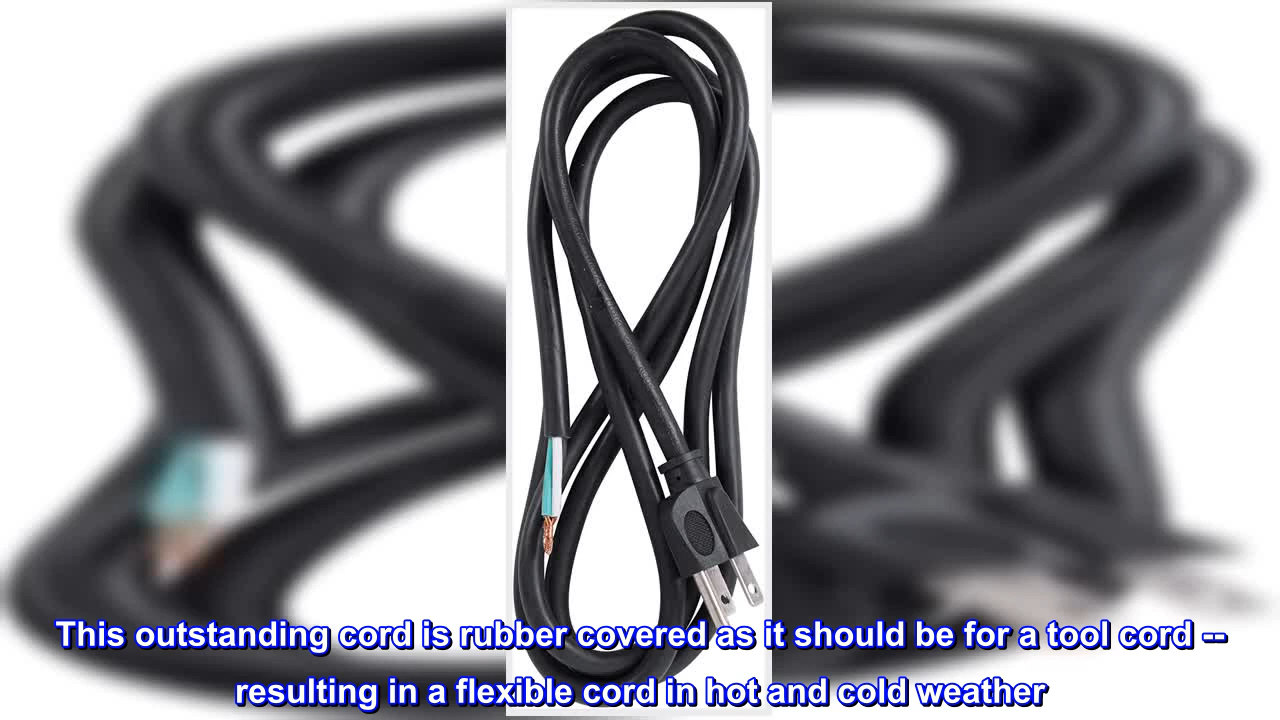 This outstanding cord is rubber covered as it should be for a tool cord --
resulting in a flexible cord in hot and cold weather